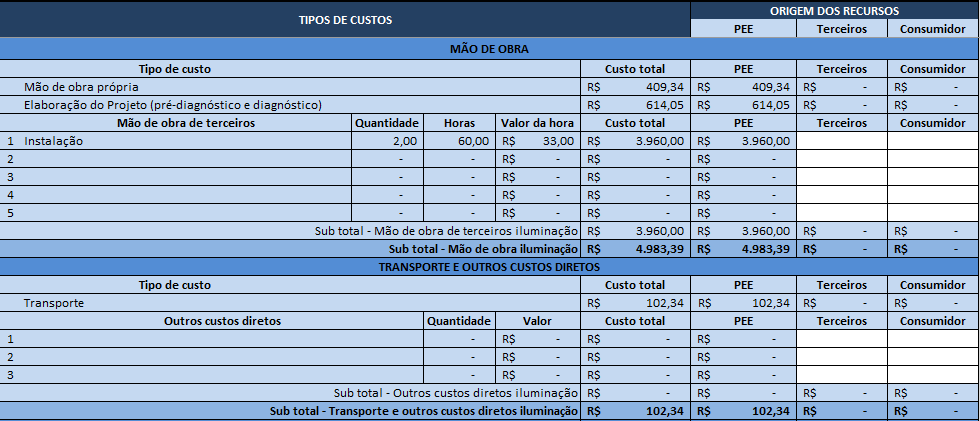 TIPOS DE CUSTOS ORIGEM DOS RECURSOS
PEE Terceiros Consumidor
MÃO DE OBRA
Tipo de custo Custo total PEE Terceiros Consumidor
Mão de obra própria R$ 409,34 R$ 409,34 R$ - R$ -
Elaboração do Projeto (pré-diagnóstico e diagnóstico) R$ 614,05 R$ 614,05 R$ - R$ -
Mão de obra de terceiros Quantidade Horas Valor da hora Custo total PEE Terceiros Consumidor
1 Instalação 2,00 60,00 R$ 33,00 R$ 3.960,00 R$ 3.960,00
2 - - R$ - R$ - R$ -
3 - - R$ - R$ - R$ -
4 - - R$ - R$ - R$ -
5 - - R$ - R$ - R$ -
Sub total - Mão de obra de terceiros iluminação R$ 3.960,00 R$ 3.960,00 R$ - R$ -
Sub total - Mão de obra iluminação R$ 4.983,39 R$ 4.983,39 R$ - R$ -
TRANSPORTE E OUTROS CUSTOS DIRETOS
Tipo de custo Custo total PEE Terceiros Consumidor
Transporte R$ 102,34 R$ 102,34 R$ - R$ -
Outros custos diretos Quantidade Valor Custo total PEE Terceiros Consumidor
1 - R$ - R$ - R$ -
2 - R$ - R$ - R$ -
3 - R$ - R$ - R$ -
Sub total - Outros custos diretos iluminação R$ - R$ - R$ - R$ -
Sub total - Transporte e outros custos diretos iluminação R$ 102,34 R$ 102,34 R$ - R$ -